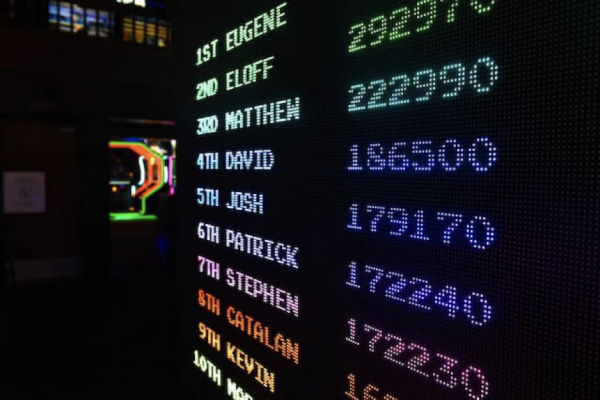 1ST EUGENE
2ND ELOFF 292970
3RD MATTHEW 222990
4TH DAVID 186500
5TH JOSH 179170
6TH PATRICK 172240
7TH STEPHEN 172230
8TH CATALAN
9TH KEVIN
10TH